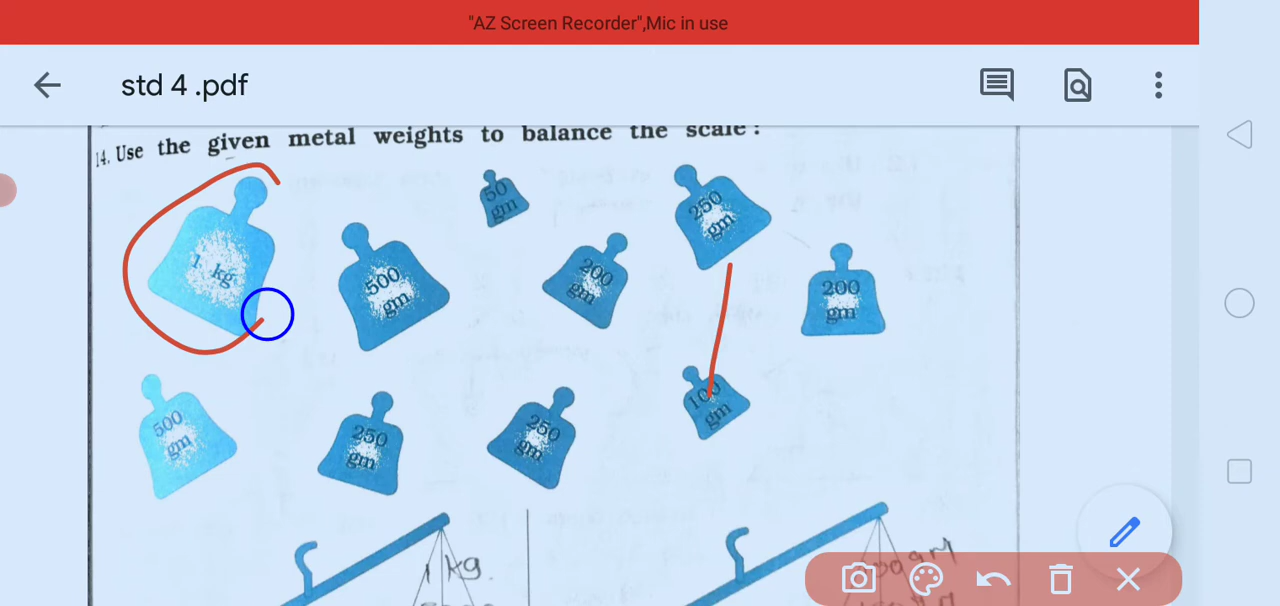 "AZ Screen Recorder",Mic in use
std 4 .pdf
14. Use the given metal weights to balance the scale :
50 gm
250 gm
1 kg
500 gm
200 gm
200 gm
500 gm
250 gm
250 gm
100 gm
1 kg.